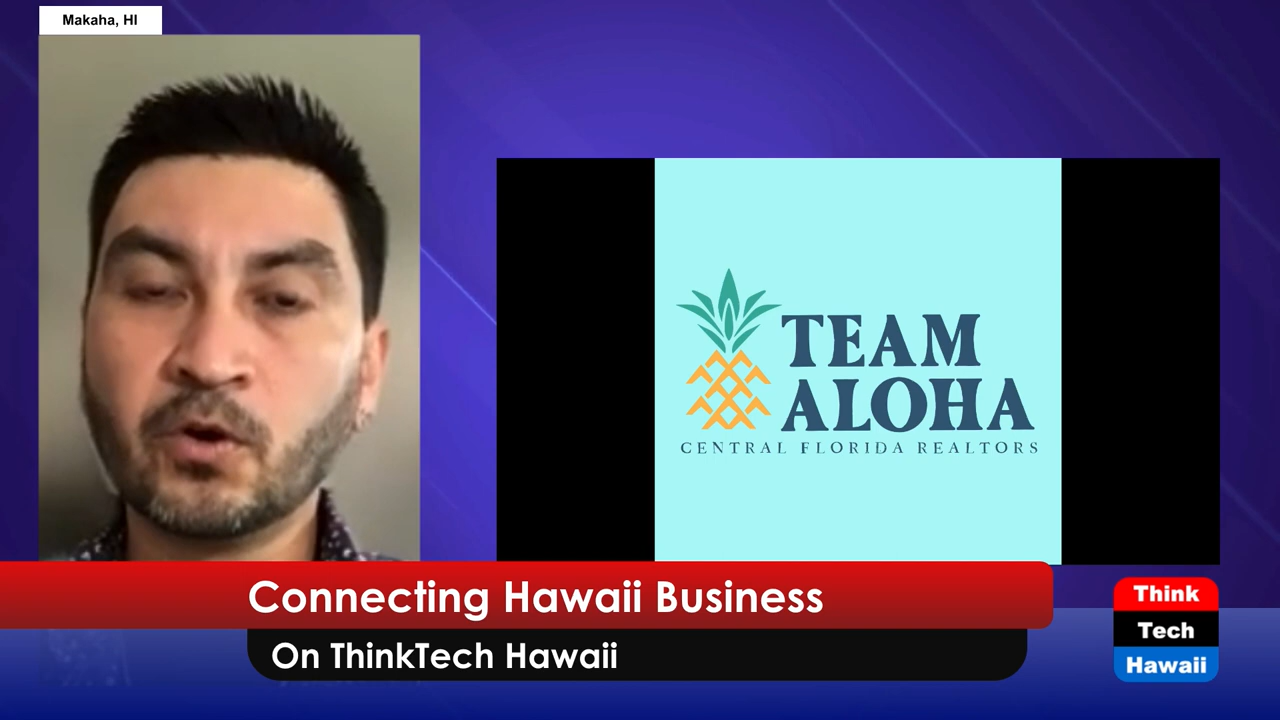 Makaha, HI
TEAM
ALOHA
CENTRAL FLORIDA REALTORS
Connecting Hawaii Business
On ThinkTech Hawaii
Think
Tech
Hawaii